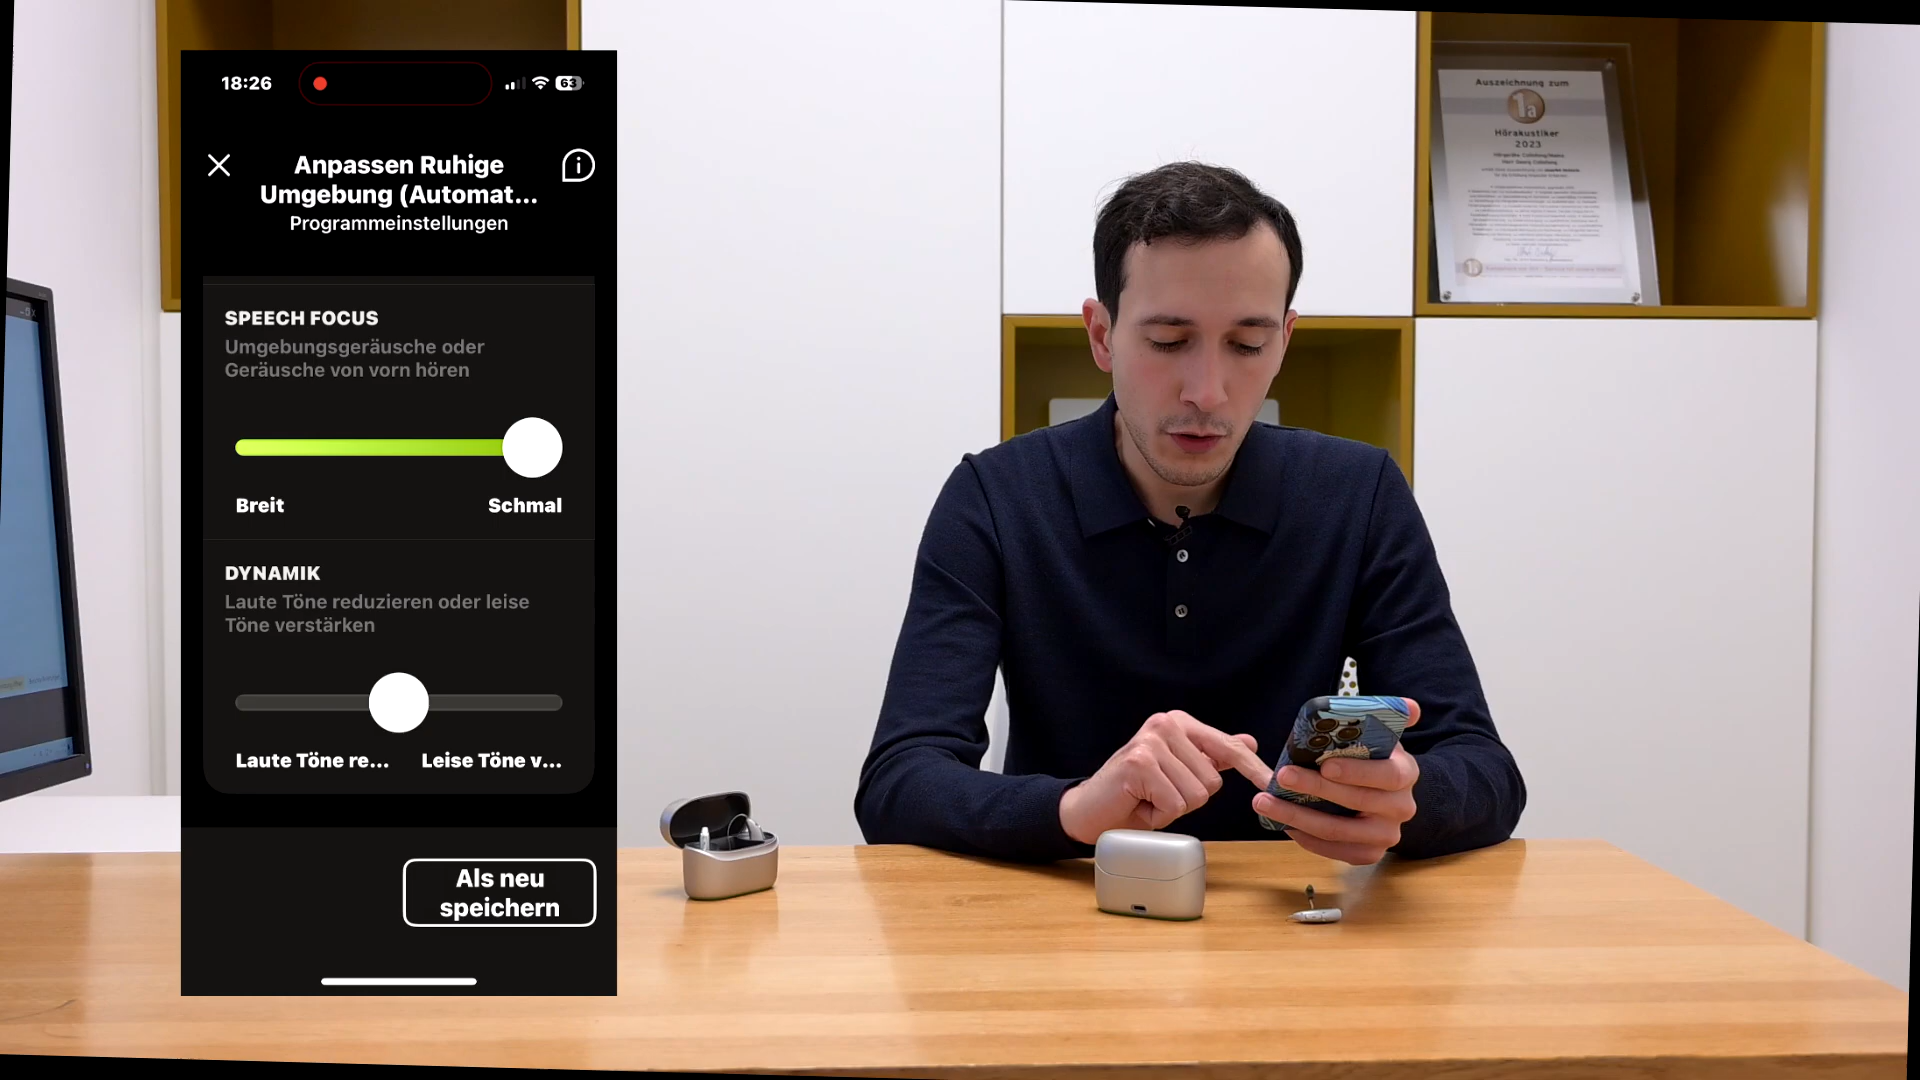 18:26
63
Anpassen Ruhige
Umgebung (Automat...
Programmeinstellungen
SPEECH FOCUS
Umgebungsgeräusche oder
Geräusche von vorn hören
Breit
Schmal
DYNAMIK
Laute Töne reduzieren oder leise
Töne verstärken
Laute Töne re...
Leise Töne v...
Als neu
speichern
Auszeichnung zum
1a
Hörakustiker
2023